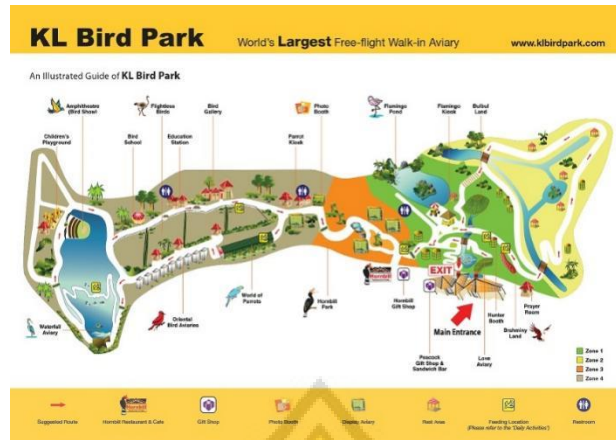 KL Bird Park
World's Largest Free-flight Walk-in Aviary
www.klbirdpark.com
An Illustrated Guide of KL Bird Park
Amphitheatre
(Bird Show)
Flightless
Birds
Bird
Gallery
Photo
Booth
Flamingo
Pond
Flamingo
Kiosk
Bulbul
Land
Children's
Playground
Bird
School
Education
Station
Parrot
Kiosk
EXIT
Main Entrance
Hornbill
Waterfall
Aviary
Oriental
Bird Aviaries
World of
Parrots
Hornbill
Park
Hornbill
Gift Shop
Peacock
Gift Shop &
Sandwich Bar
Love
Aviary
Hunter
Booth
Brahminy
Land
Prayer
Room
Zone 1
Zone 2
Zone 3
Zone 4
Suggested Route
Hornbill Restaurant & Cafe
Gift Shop
Photo Booth
Display Aviary
Rest Area
Feeding Location
(Please refer to the 'Daily Activities')
Restroom